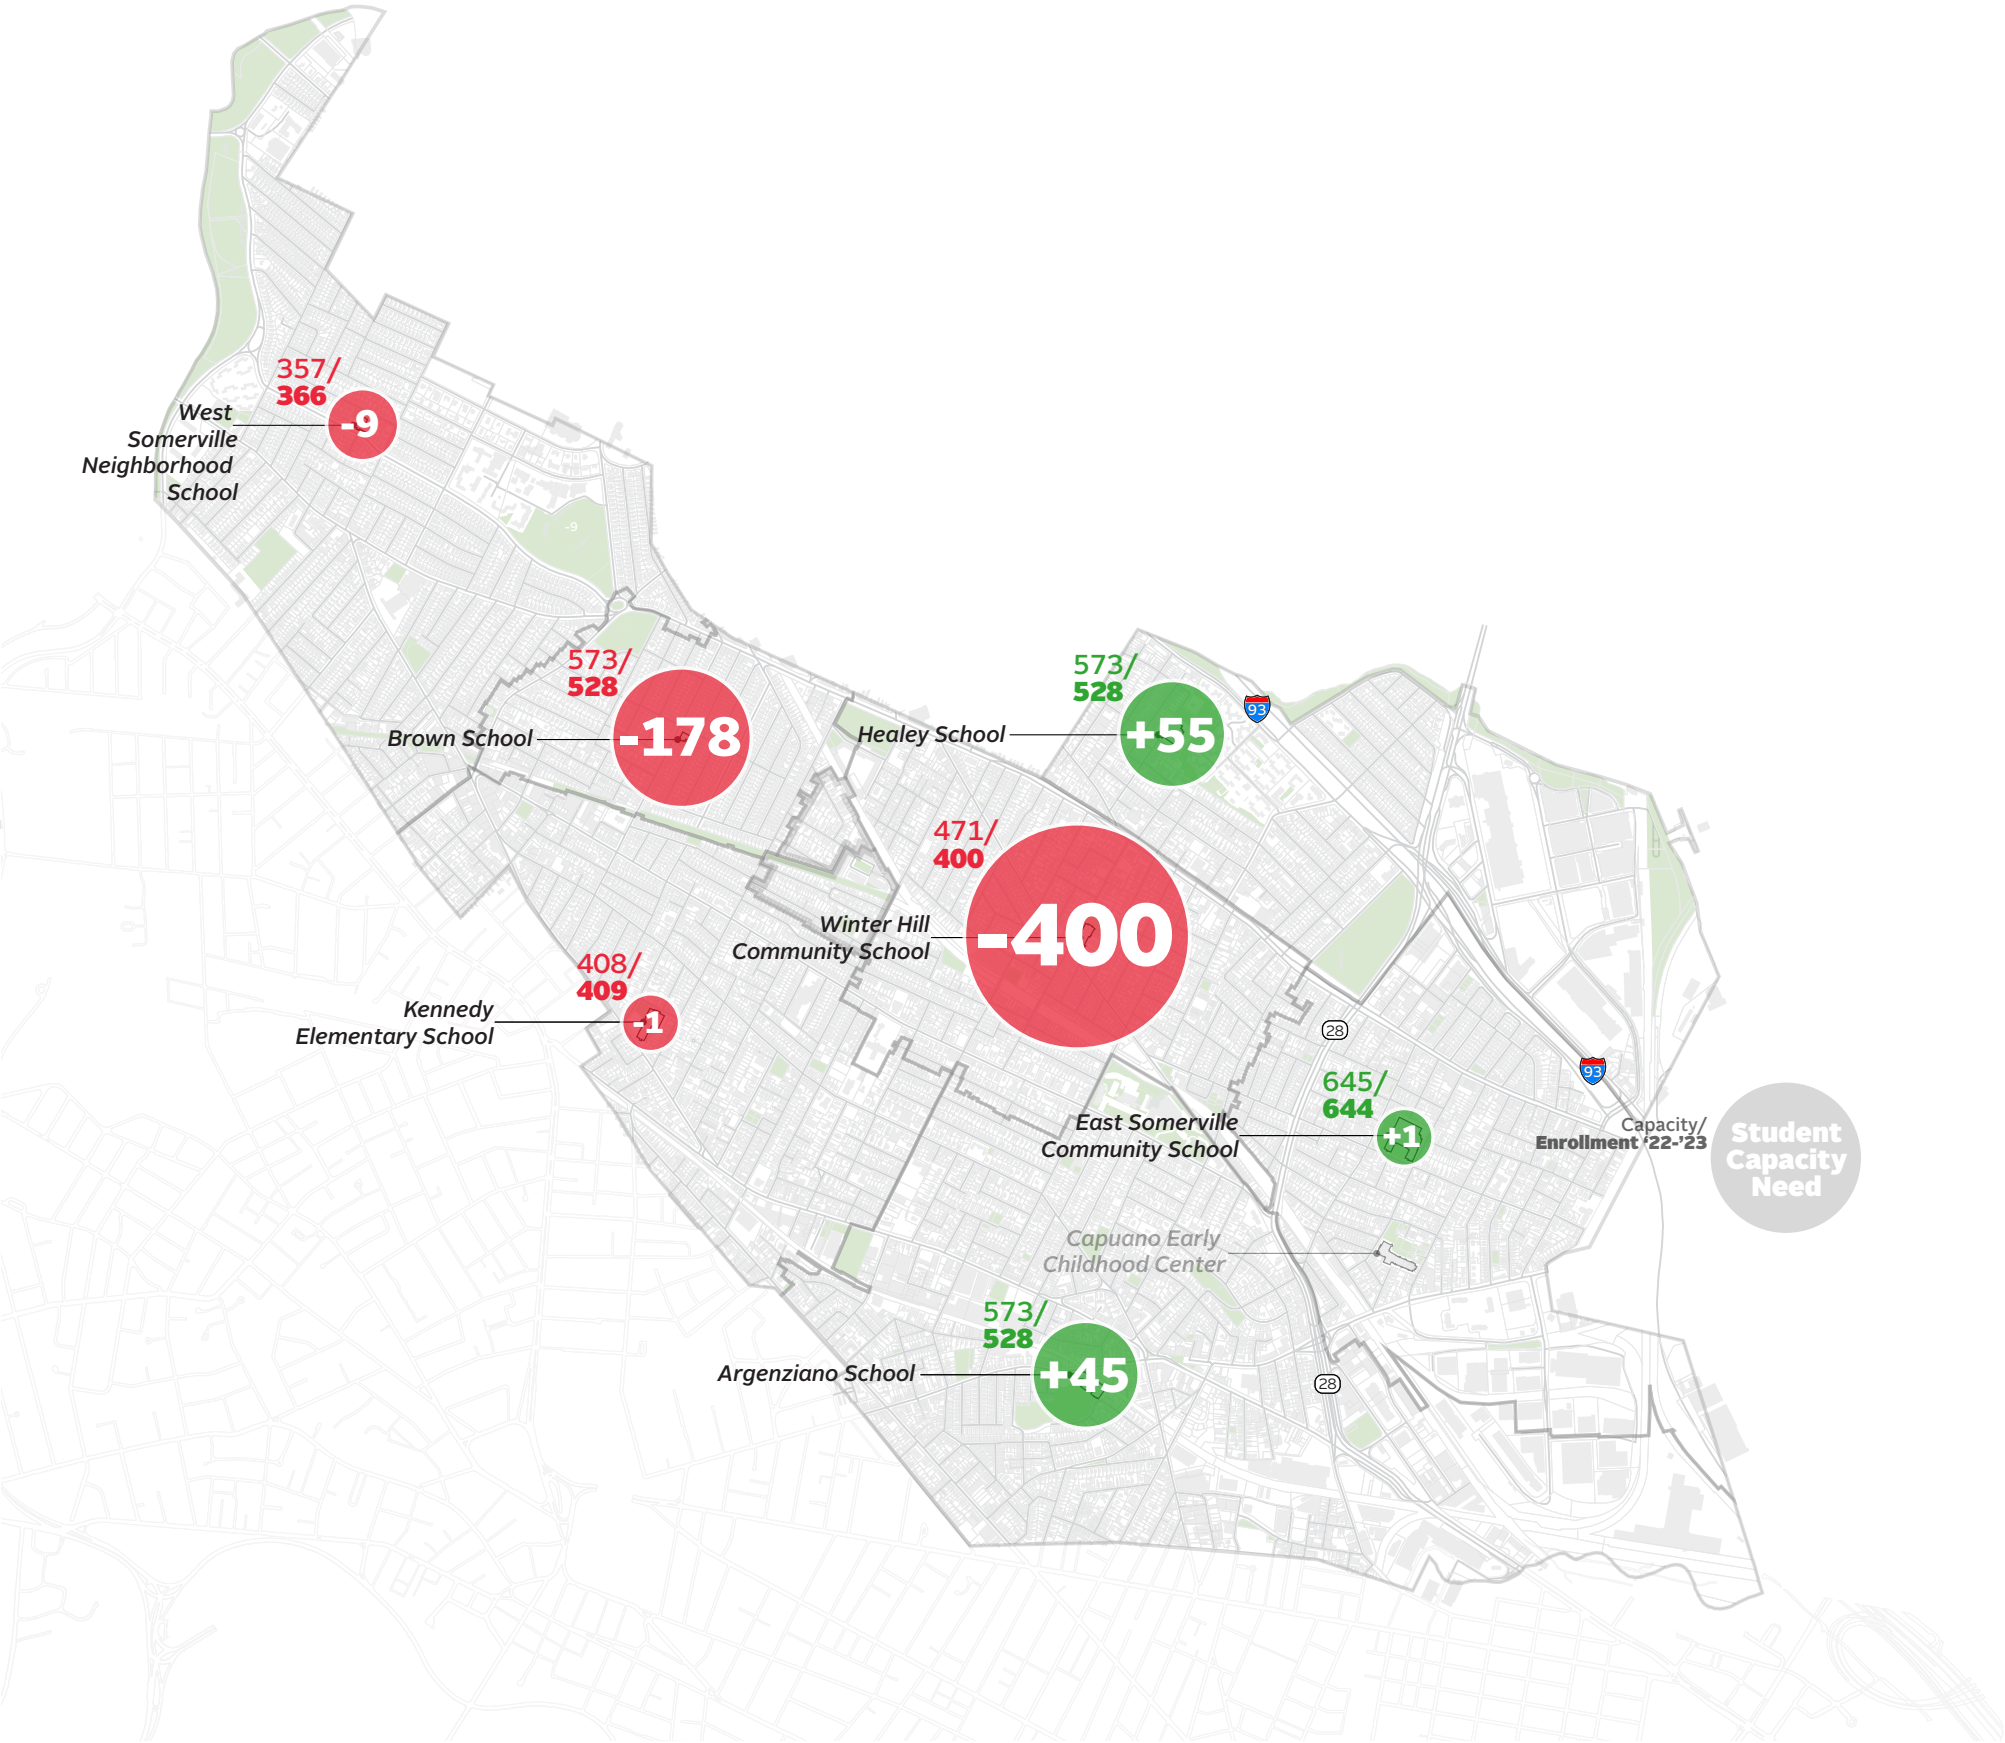 357/
366
-9
West
Somerville
Neighborhood
School
-9
573/
528
-178
Brown School
573/
528
+55
Healey School
93
471/
400
-400
Winter Hill
Community School
408/
409
-1
Kennedy
Elementary School
28
93
645/
644
+1
East Somerville
Community School
Capacity/
Enrollment ‘22-’23
Student
Capacity
Need
Capuano Early
Childhood Center
573/
528
+45
Argenziano School
28